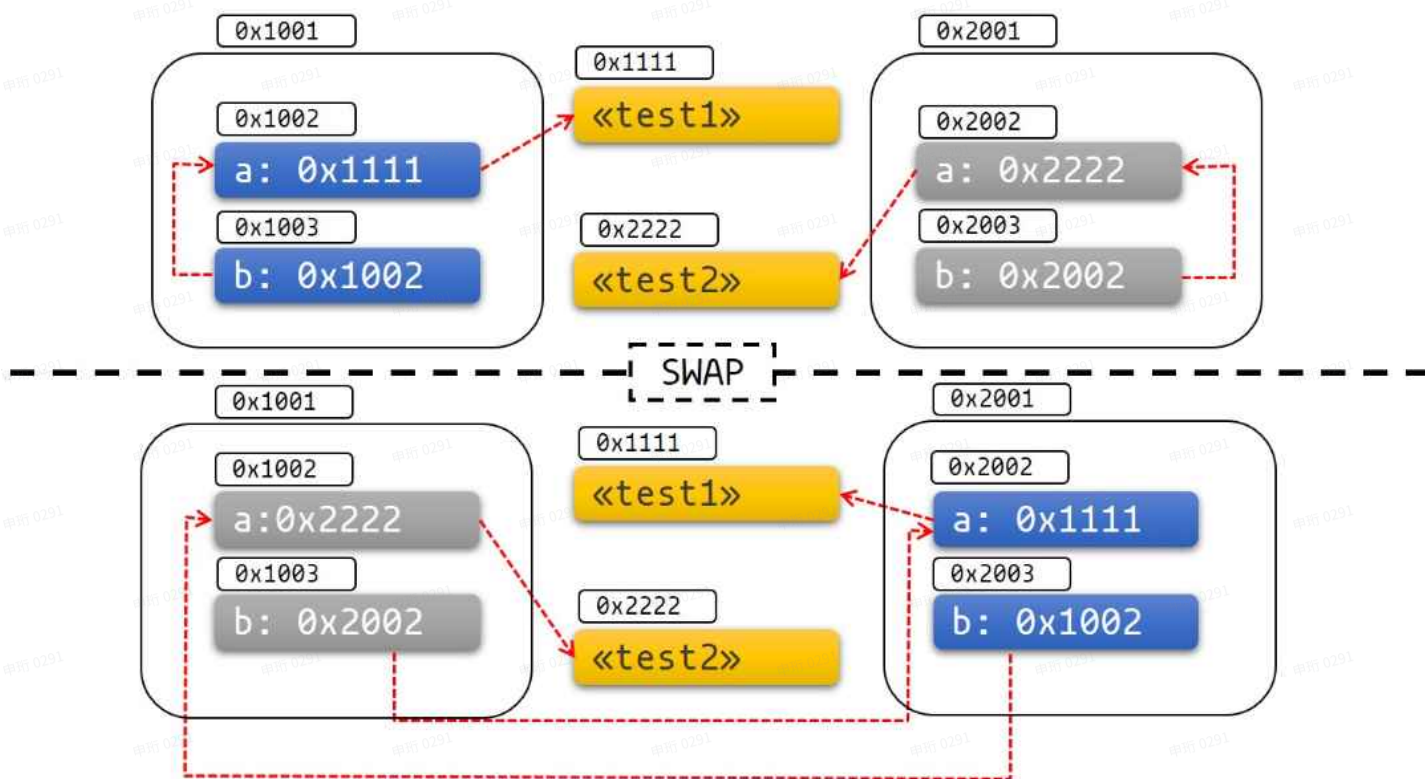 0x1001
0x1002
a: 0x1111
0x1003
b: 0x1002
0x1111
«test1»
0x2222
«test2»
0x2001
0x2002
a: 0x2222
0x2003
b: 0x2002
SWAP
0x1001
0x1002
a:0x2222
0x1003
b: 0x2002
0x1111
«test1»
0x2222
«test2»
0x2001
0x2002
a: 0x1111
0x2003
b: 0x1002